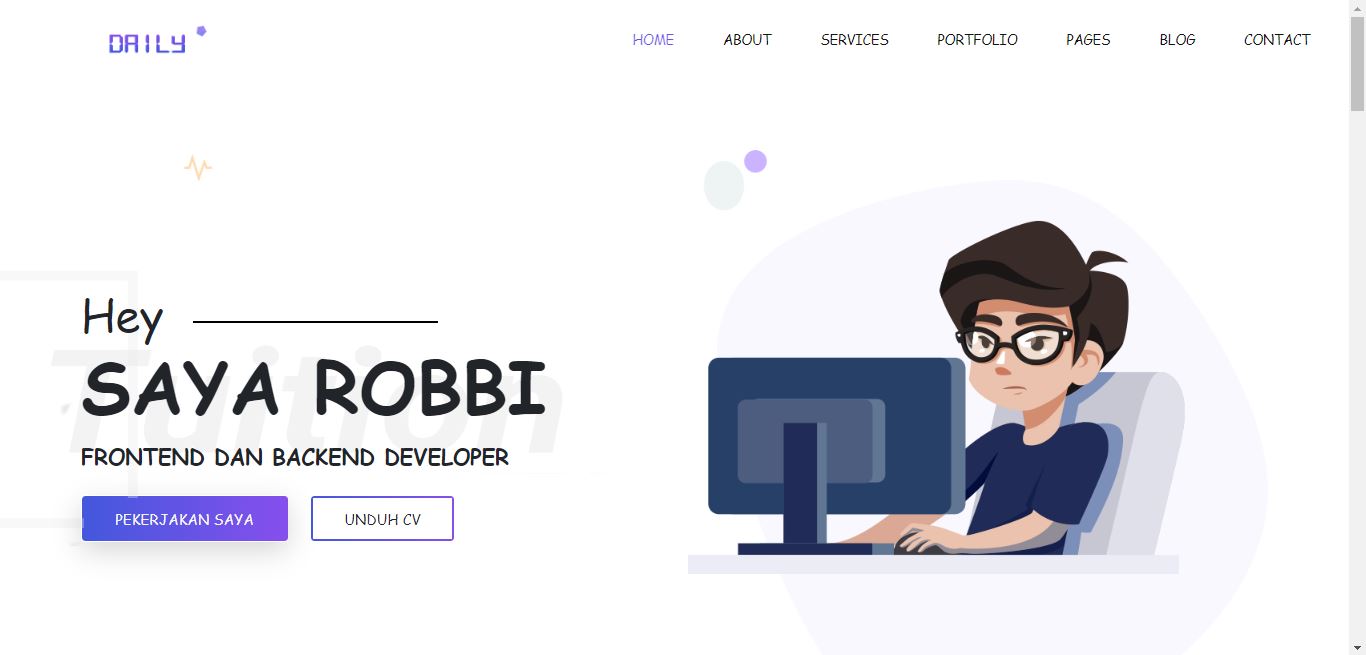 DAILY
HOME ABOUT SERVICES PORTFOLIO PAGES BLOG CONTACT
Hey
Tuition
SAYA ROBBI
FRONTEND DAN BACKEND DEVELOPER
PEKERJAKAN SAYA UNDUH CV